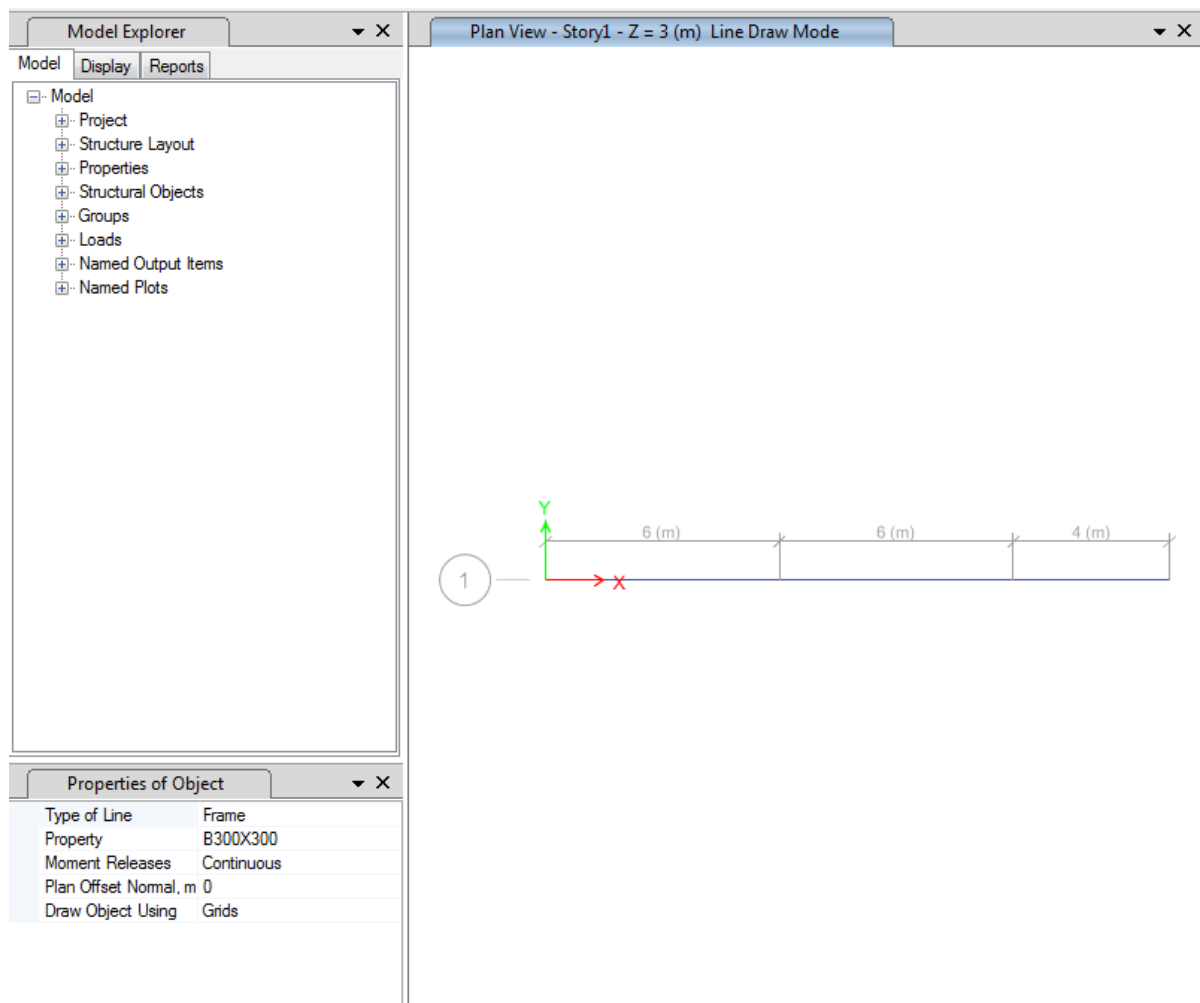 Model Explorer
Model Display Reports
Model
Project
Structure Layout
Properties
Structural Objects
Groups
Loads
Named Output Items
Named Plots
Properties of Object
Type of Line Frame
Property B300X300
Moment Releases Continuous
Plan Offset Normal, m 0
Draw Object Using Grids
Plan View - Story1 - Z = 3 (m) Line Draw Mode
Y
6 (m) 6 (m) 4 (m)
1
X